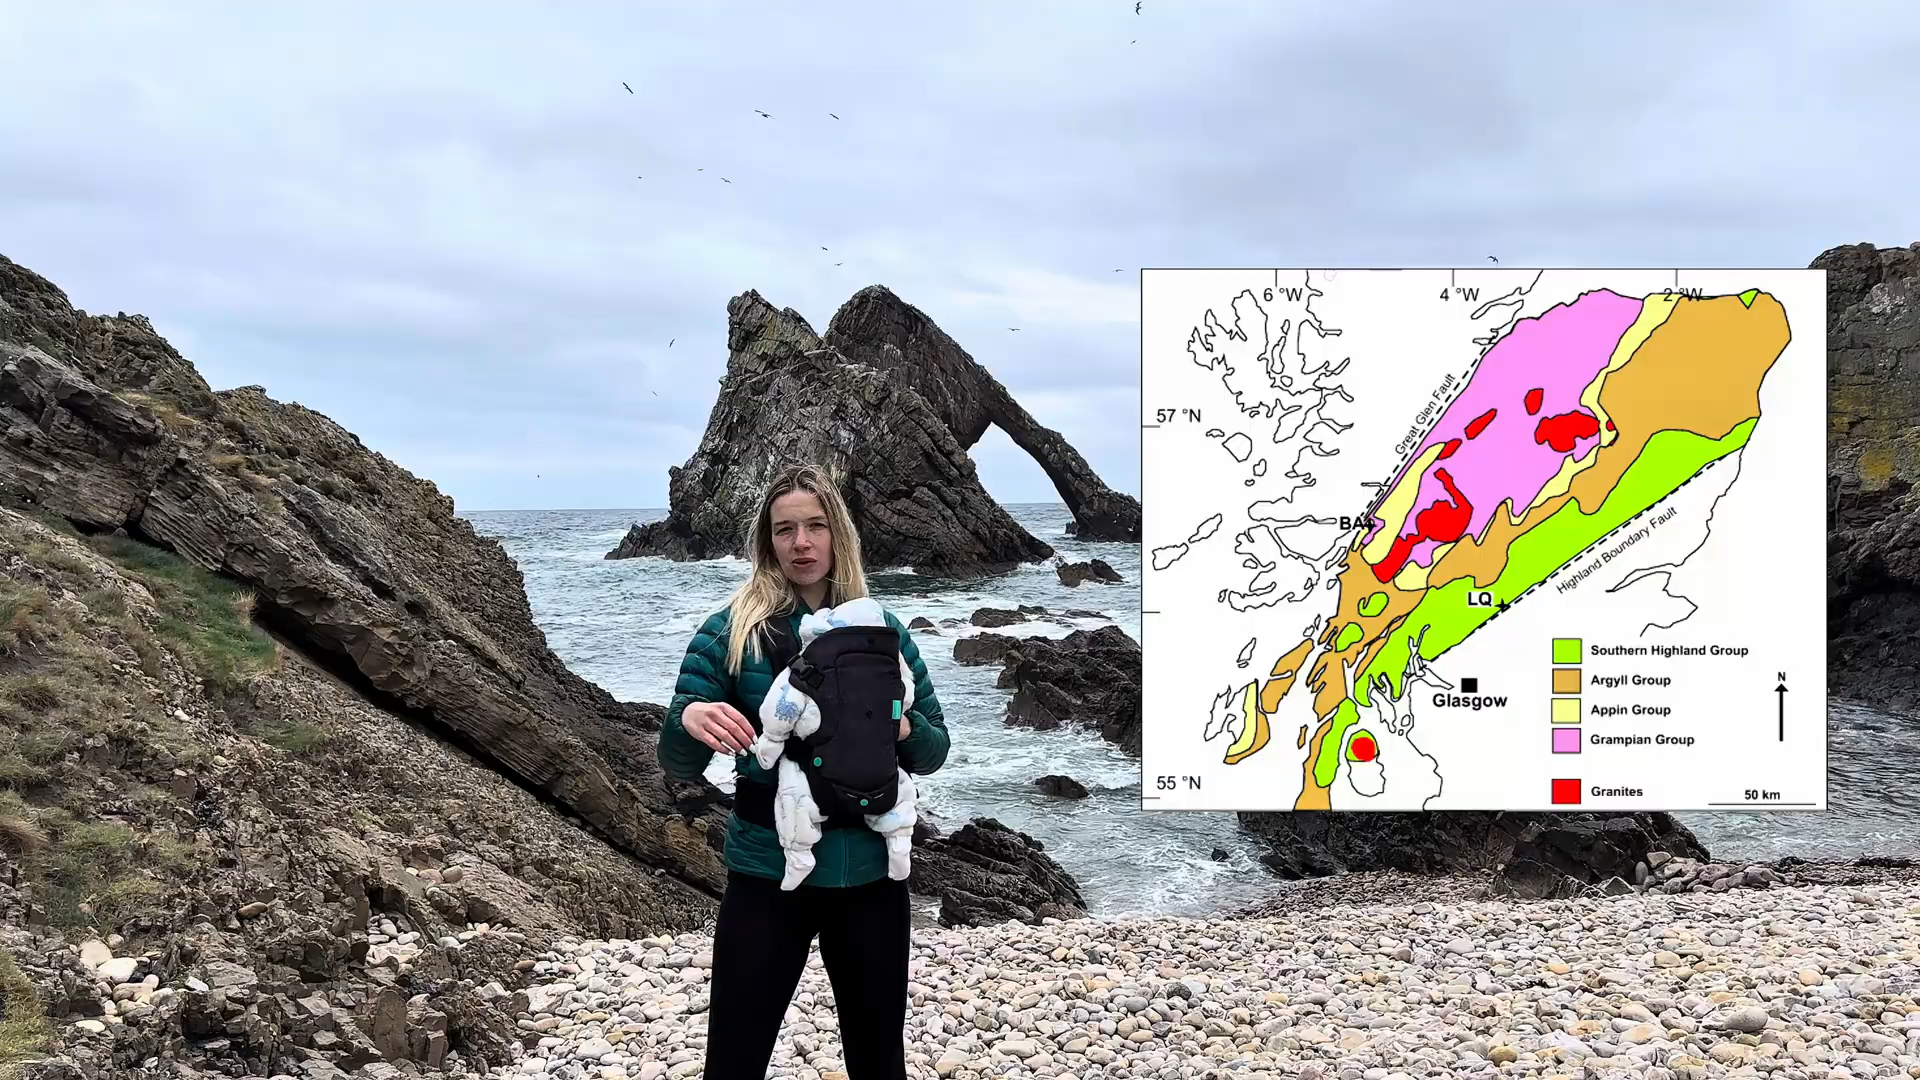 6 °W
4 °W
2 °W
57 °N
Great Glen Fault
BA
Highland Boundary Fault
LQ
Southern Highland Group
Argyll Group
Appin Group
Grampian Group
Granites
N
Glasgow
55 °N
50 km